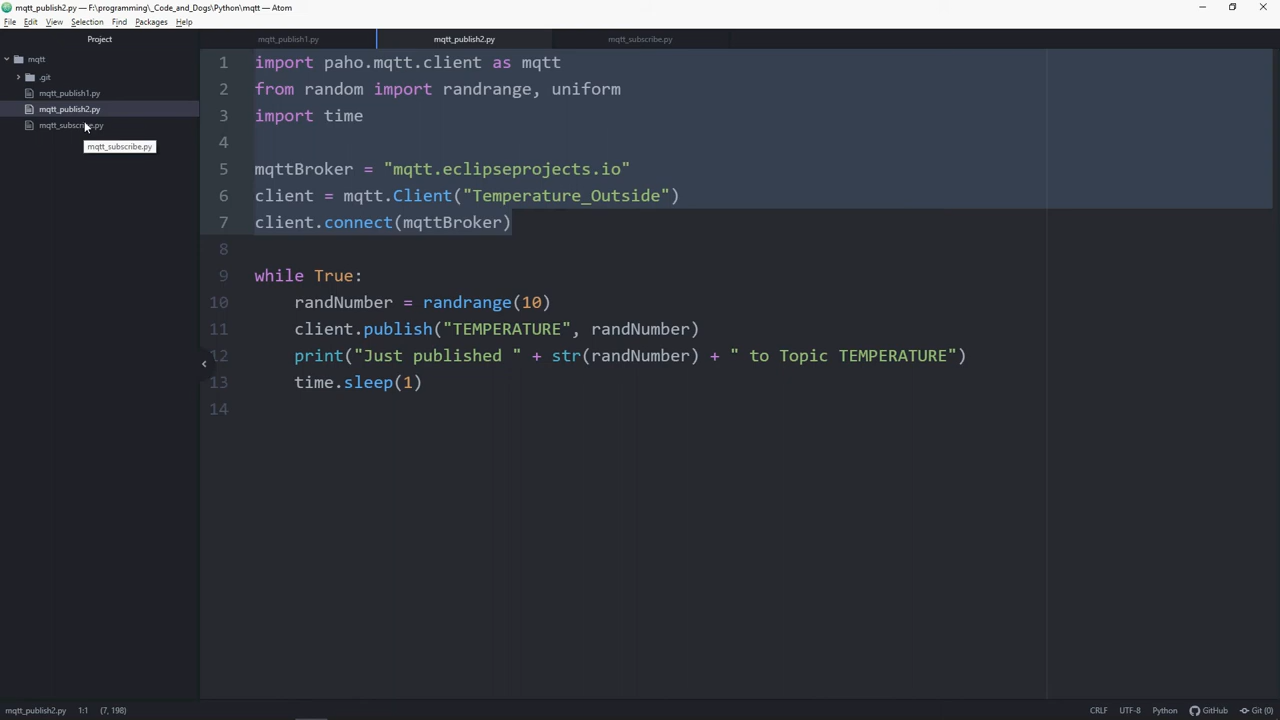 mqtt_publish2.py — F:\programming\_Code_and_Dogs\Python\mqtt — Atom
File Edit View Selection Find Packages Help
Project
mqtt
.git
mqtt_publish1.py
mqtt_publish2.py
mqtt_subscribe.py
mqtt_subscribe.py
mqtt_publish1.py mqtt_publish2.py mqtt_subscribe.py
1 import paho.mqtt.client as mqtt
2 from random import randrange, uniform
3 import time
4
5 mqttBroker = "mqtt.eclipseprojects.io"
6 client = mqtt.Client("Temperature_Outside")
7 client.connect(mqttBroker)
8
9 while True:
10 randNumber = randrange(10)
11 client.publish("TEMPERATURE", randNumber)
12 print("Just published " + str(randNumber) + " to Topic TEMPERATURE")
13 time.sleep(1)
14
mqtt_publish2.py 1:1 (7, 198) CRLF UTF-8 Python GitHub Git (0)